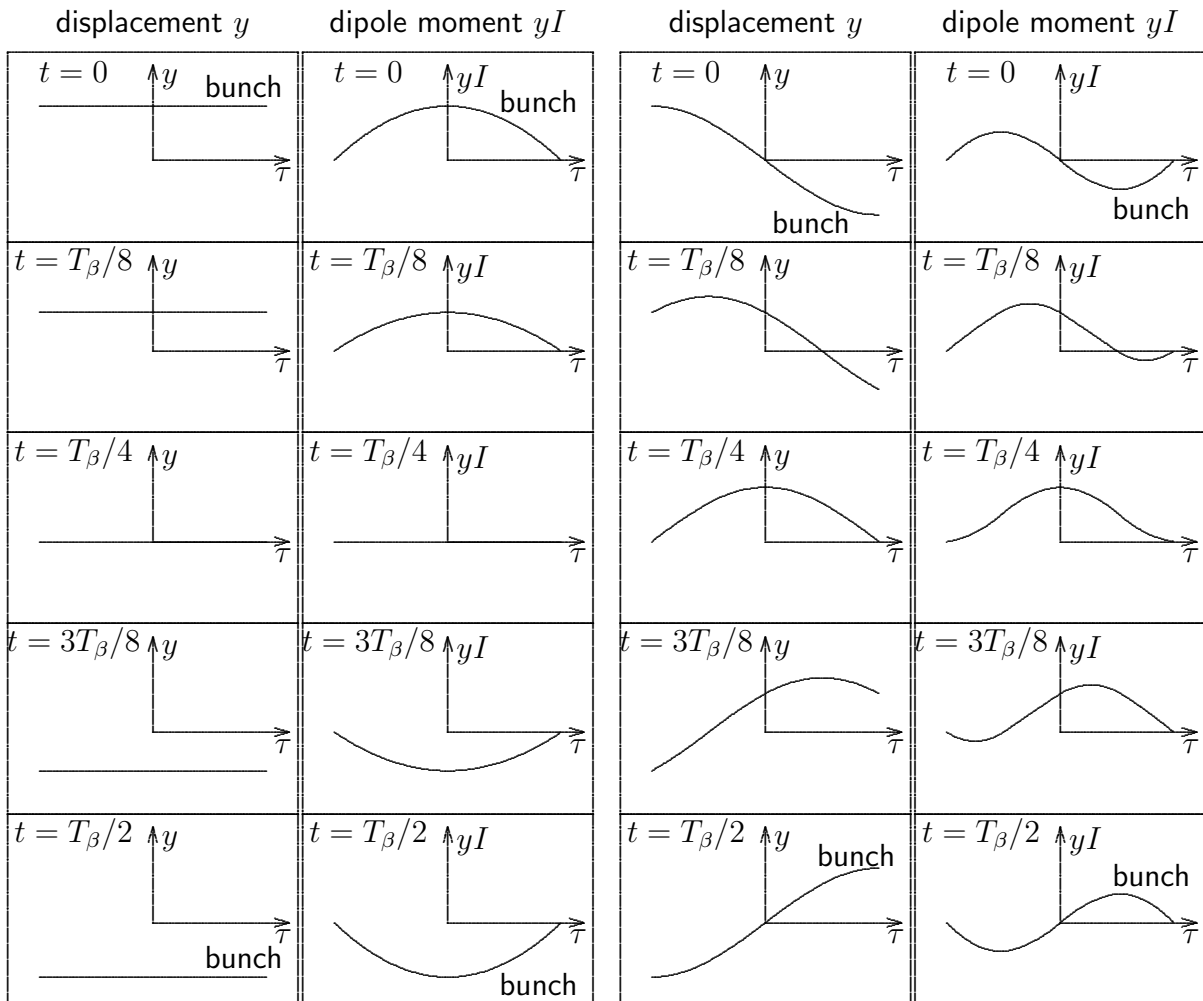 displacement y dipole moment yI displacement y dipole moment yI
t = 0 y bunch τ t = 0 yI bunch τ t = 0 y bunch τ t = 0 yI bunch τ
t = T_β/8 y τ t = T_β/8 yI τ t = T_β/8 y τ t = T_β/8 yI τ
t = T_β/4 y τ t = T_β/4 yI τ t = T_β/4 y τ t = T_β/4 yI τ
t = 3T_β/8 y τ t = 3T_β/8 yI τ t = 3T_β/8 y τ t = 3T_β/8 yI τ
t = T_β/2 y τ bunch t = T_β/2 yI τ bunch t = T_β/2 y bunch τ t = T_β/2 yI bunch τ